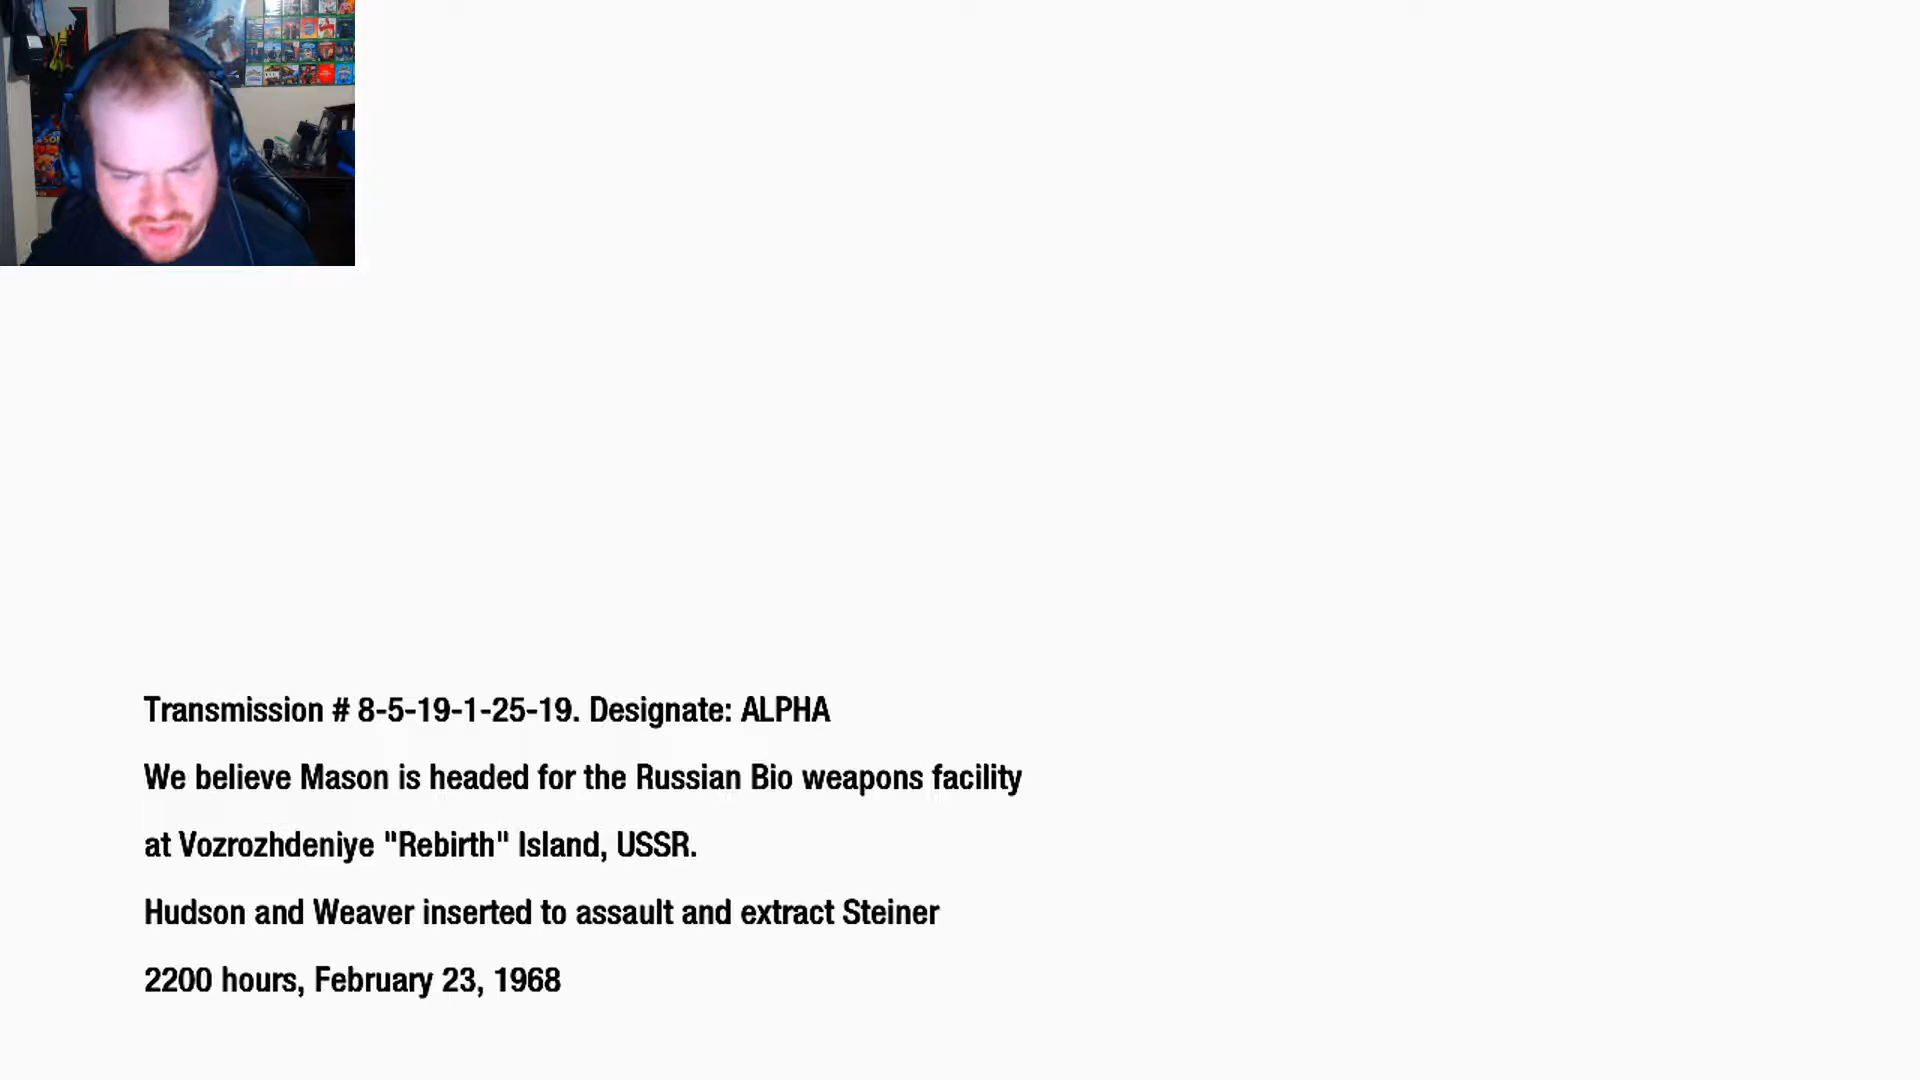 Transmission # 8-5-19-1-25-19. Designate: ALPHA
We believe Mason is headed for the Russian Bio weapons facility
at Vozrozhdeniye "Rebirth" Island, USSR.
Hudson and Weaver inserted to assault and extract Steiner
2200 hours, February 23, 1968